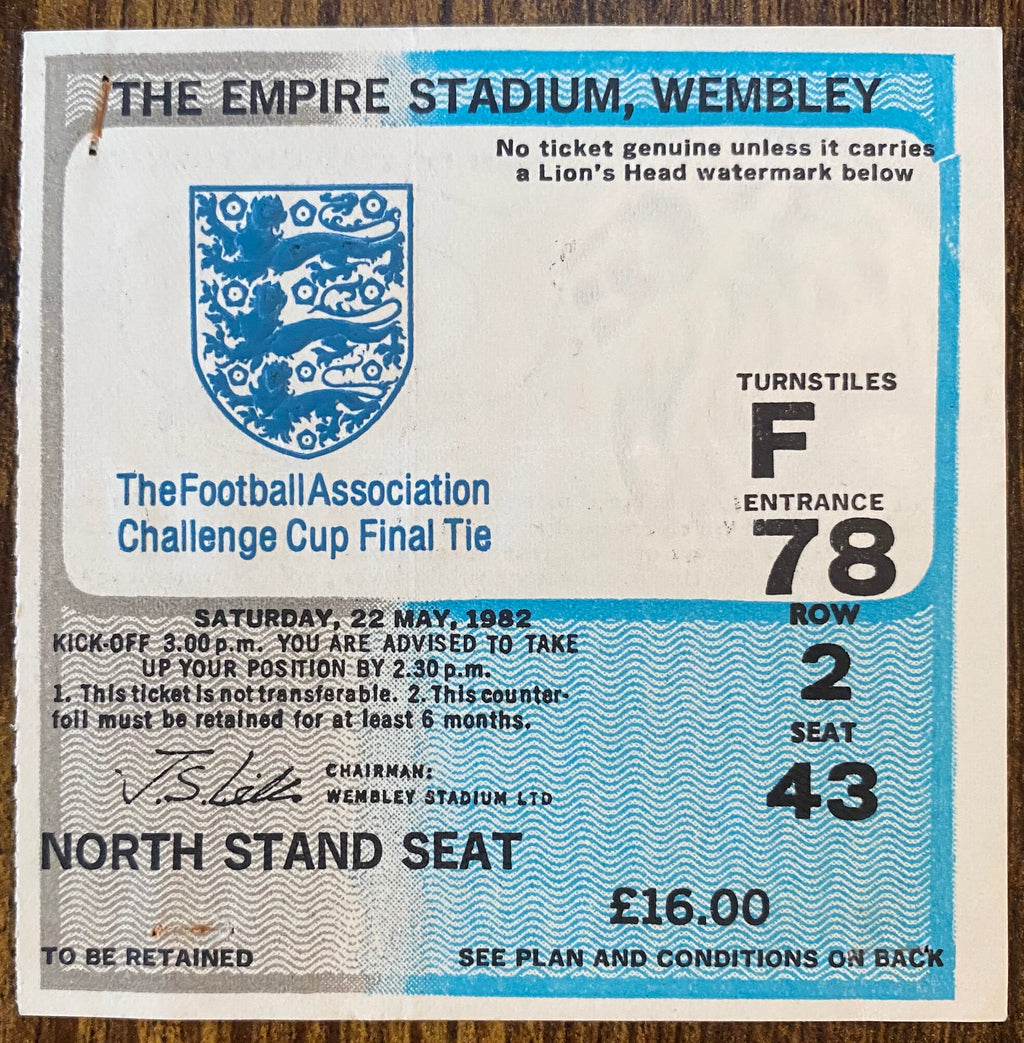 THE EMPIRE STADIUM, WEMBLEY
No ticket genuine unless it carries
a Lion's Head watermark below
The Football Association
Challenge Cup Final Tie
TURNSTILES
F
ENTRANCE
78
ROW
2
SEAT
43
SATURDAY, 22 MAY, 1982
KICK-OFF 3.00 p.m. YOU ARE ADVISED TO TAKE
UP YOUR POSITION BY 2.30 p.m.
1. This ticket is not transferable. 2. This counter-
foil must be retained for at least 6 months.
CHAIRMAN:
WEMBLEY STADIUM LTD
NORTH STAND SEAT
£16.00
TO BE RETAINED
SEE PLAN AND CONDITIONS ON BACK